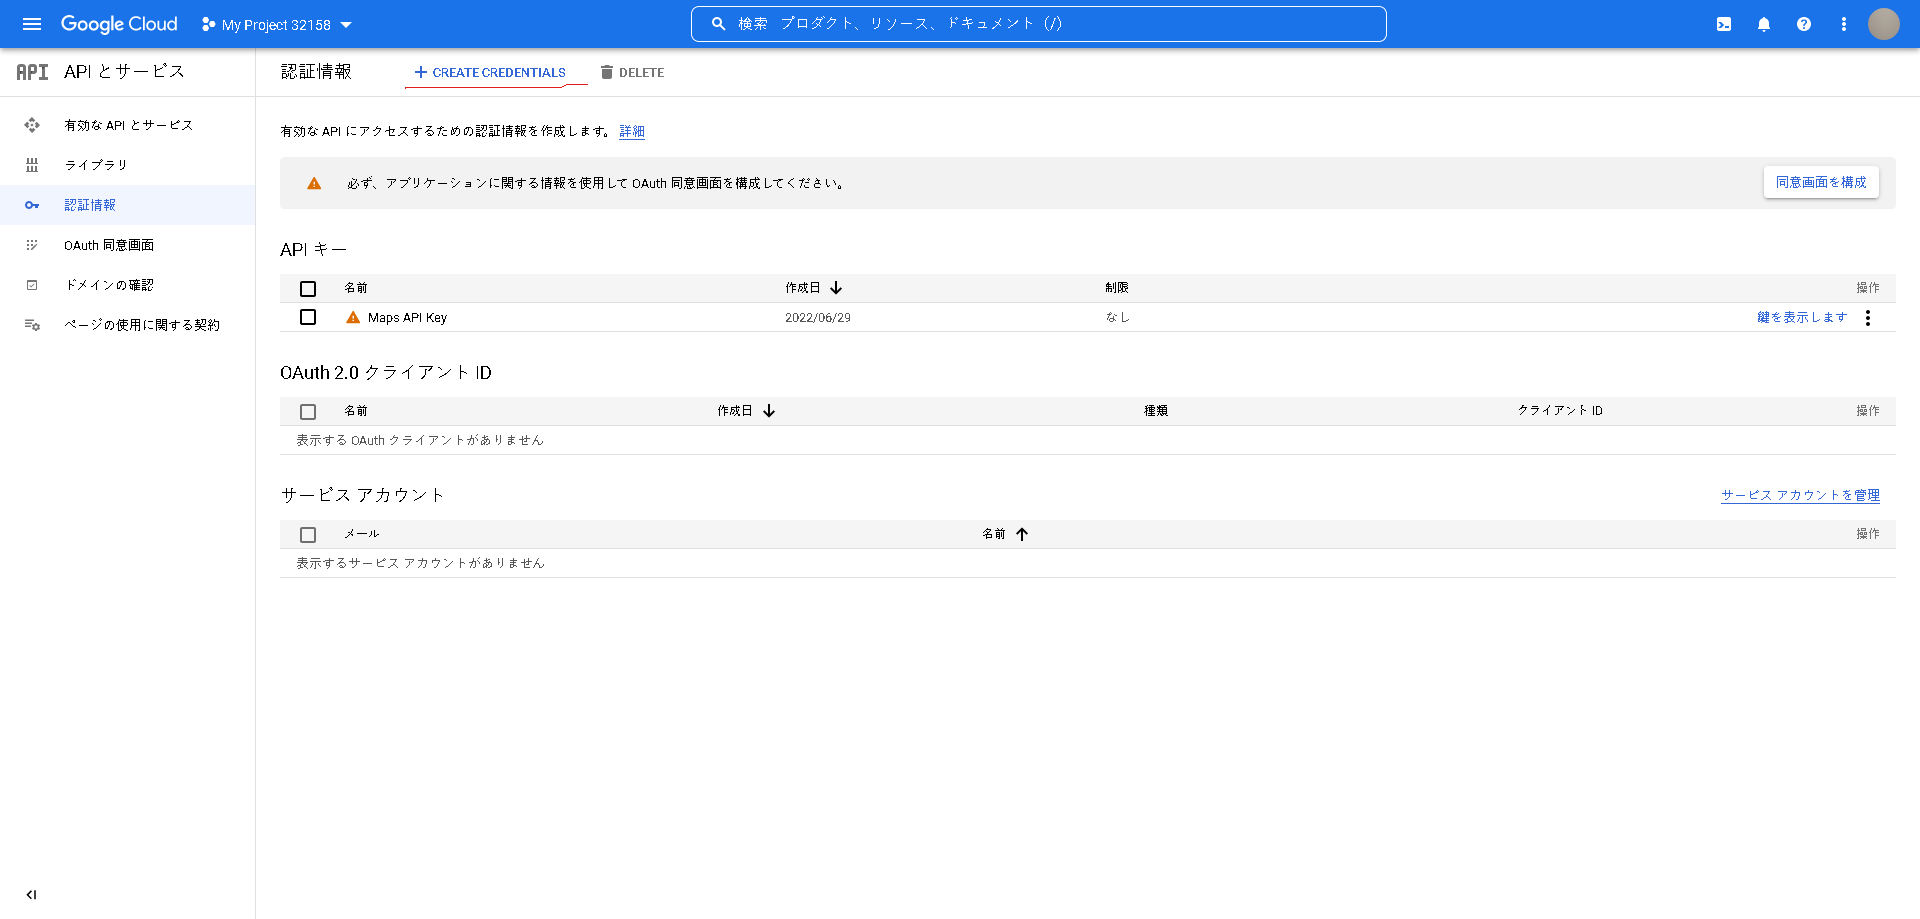 Google Cloud My Project 32158 検索 プロダクト、リソース、ドキュメント (/)
API API とサービス
認証情報 CREATE CREDENTIALS DELETE
有効な API とサービス
ライブラリ
認証情報
OAuth 同意画面
ドメインの確認
ページの使用に関する契約
有効な API にアクセスするための認証情報を作成します。 詳細
必ず、アプリケーションに関する情報を使用して OAuth 同意画面を構成してください。 同意画面を構成
API キー
名前 作成日 制限 操作
Maps API Key 2022/06/29 なし 鍵を表示します
OAuth 2.0 クライアント ID
名前 作成日 種類 クライアント ID 操作
表示する OAuth クライアントがありません
サービス アカウント サービス アカウントを管理
メール 名前 操作
表示するサービス アカウントがありません